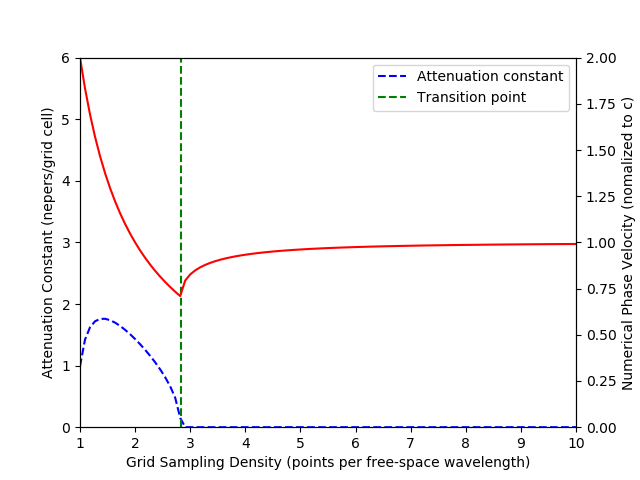 Attenuation constant
Transition point
Attenuation Constant (nepers/grid cell)
6
5
4
3
2
1
0
2.00
1.75
1.50
1.25
1.00
0.75
0.50
0.25
0.00
Numerical Phase Velocity (nomalized to c)
1 2 3 4 5 6 7 8 9 10
Grid Sampling Density (points per free-space wavelength)